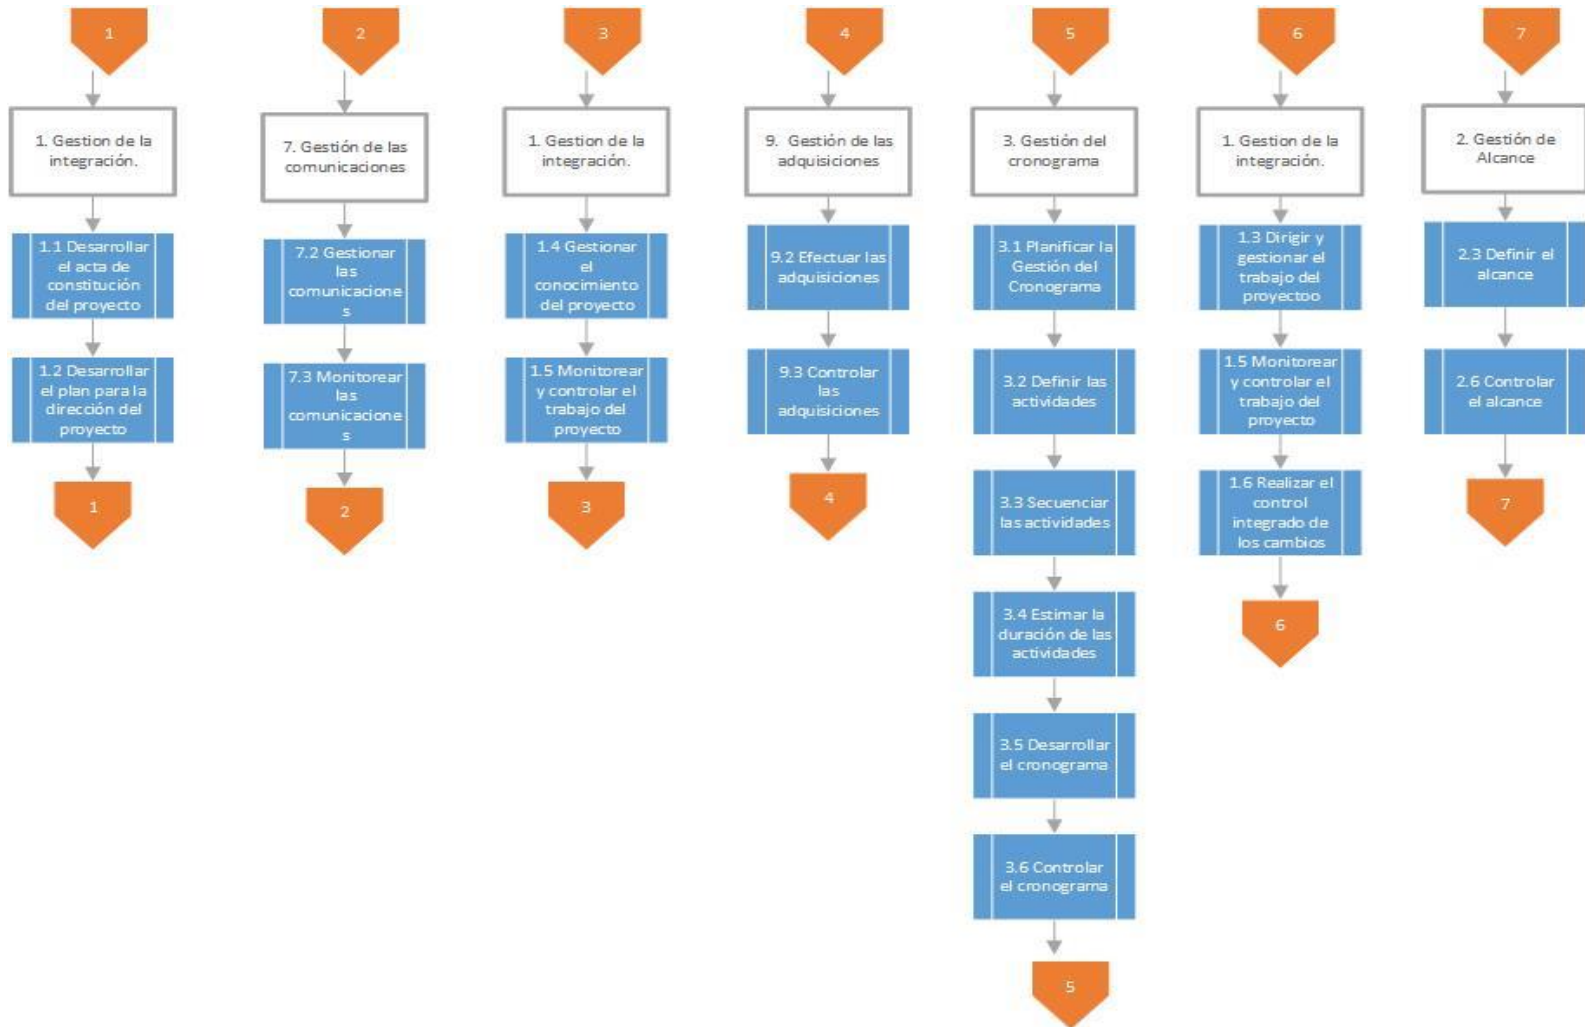 1
1. Gestion de la
integración.
1.1 Desarrollar
el acta de
constitución
del proyecto
1.2 Desarrollar
el plan para la
dirección del
proyecto
1
2
7. Gestión de las
comunicaciones
7.2 Gestionar
las
comunicacione
s
7.3 Monitorear
las
comunicacione
s
2
3
1. Gestion de la
integración.
1.4 Gestionar
el
conocimiento
del proyecto
1.5 Monitorear
y controlar el
trabajo del
proyecto
3
4
9. Gestión de las
adquisiciones
9.2 Efectuar las
adquisiciones
9.3 Controlar
las
adquisiciones
4
5
3. Gestión del
cronograma
3.1 Planificar la
Gestión del
Cronograma
3.2 Definir las
actividades
3.3 Secuenciar
las actividades
3.4 Estimar la
duración de las
actividades
3.5 Desarrollar
el cronograma
3.6 Controlar
el cronograma
5
6
1. Gestion de la
integración.
1.3 Dirigir y
gestionar el
trabajo del
proyectoo
1.5 Monitorear
y controlar el
trabajo del
proyecto
1.6 Realizar el
control
integrado de
los cambios
6
7
2. Gestión de
Alcance
2.3 Definir el
alcance
2.6 Controlar
el alcance
7